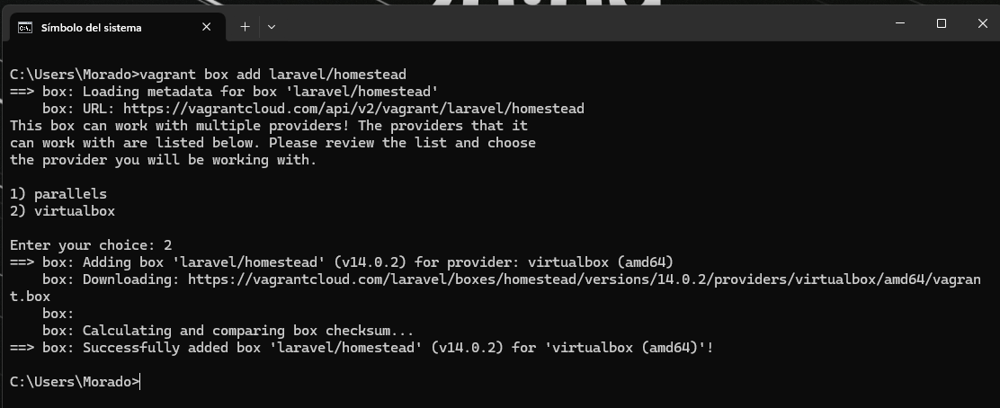 Símbolo del sistema
C:\Users\Morado>vagrant box add laravel/homestead
==> box: Loading metadata for box 'laravel/homestead'
    box: URL: https://vagrantcloud.com/api/v2/vagrant/laravel/homestead
This box can work with multiple providers! The providers that it
can work with are listed below. Please review the list and choose
the provider you will be working with.
1) parallels
2) virtualbox
Enter your choice: 2
==> box: Adding box 'laravel/homestead' (v14.0.2) for provider: virtualbox (amd64)
    box: Downloading: https://vagrantcloud.com/laravel/boxes/homestead/versions/14.0.2/providers/virtualbox/amd64/vagran
t.box
    box:
    box: Calculating and comparing box checksum...
==> box: Successfully added box 'laravel/homestead' (v14.0.2) for 'virtualbox (amd64)'!
C:\Users\Morado>